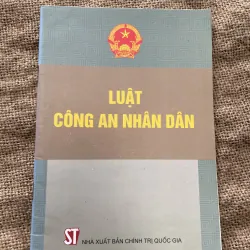 LUẬT
CÔNG AN NHÂN DÂN
ST
NHÀ XUẤT BẢN CHÍNH TRỊ QUỐC GIA